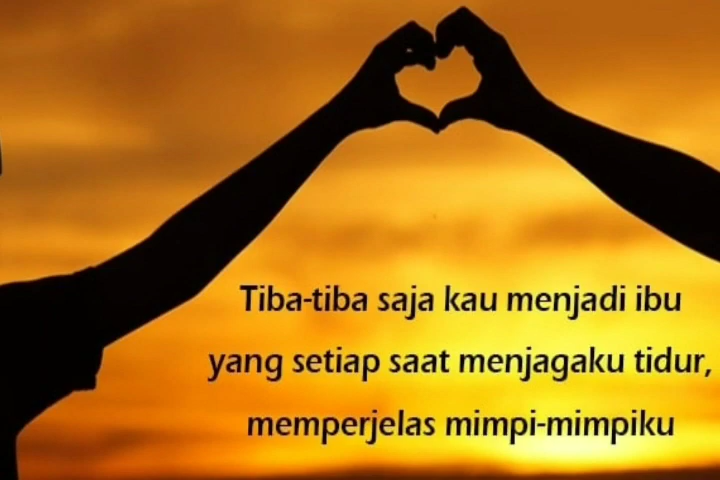 Tiba-tiba saja kau menjadi ibu
yang setiap saat menjagaku tidur,
memperjelas mimpi-mimpiku